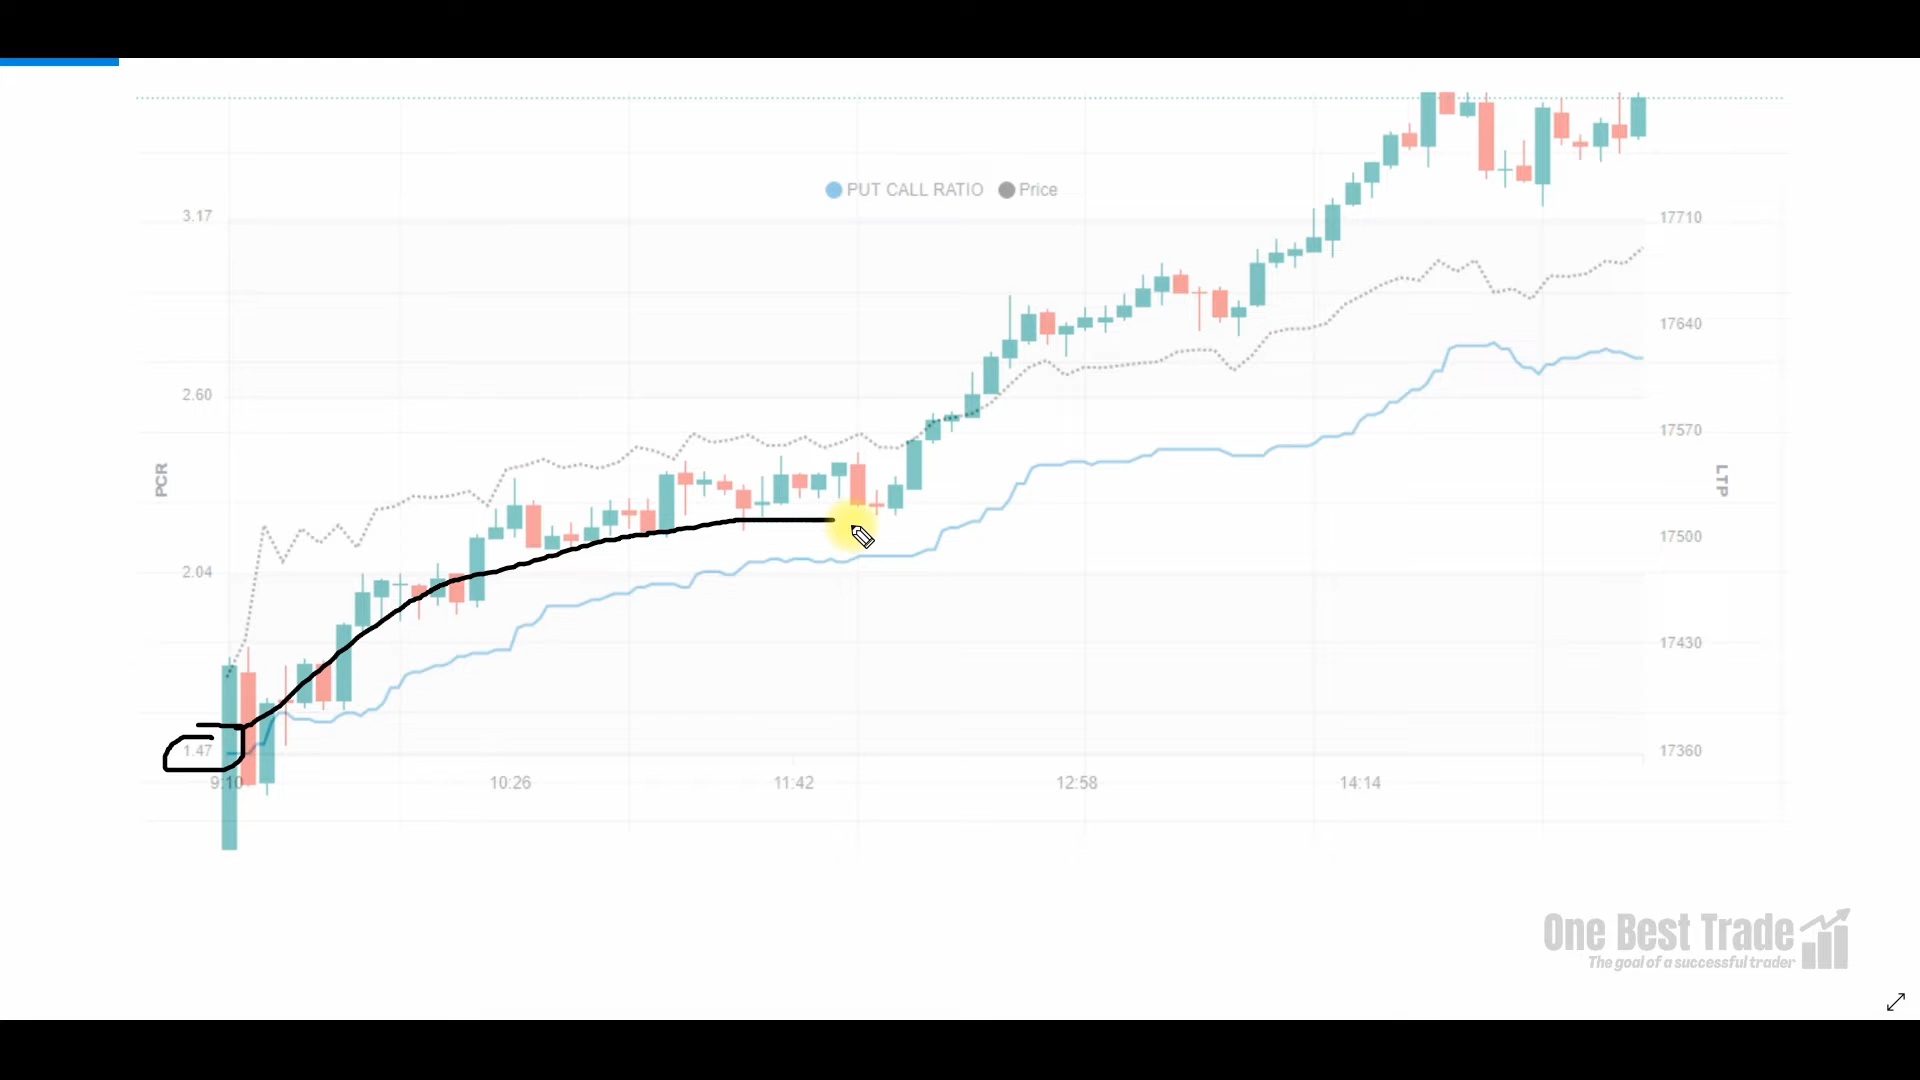 PUT CALL RATIO Price
3.17
17710
17640
2.60
17570
PCR
LTP
17500
2.04
17430
1.47
17360
9:10 10:26 11:42 12:58 14:14
One Best Trade
The goal of a successful trader